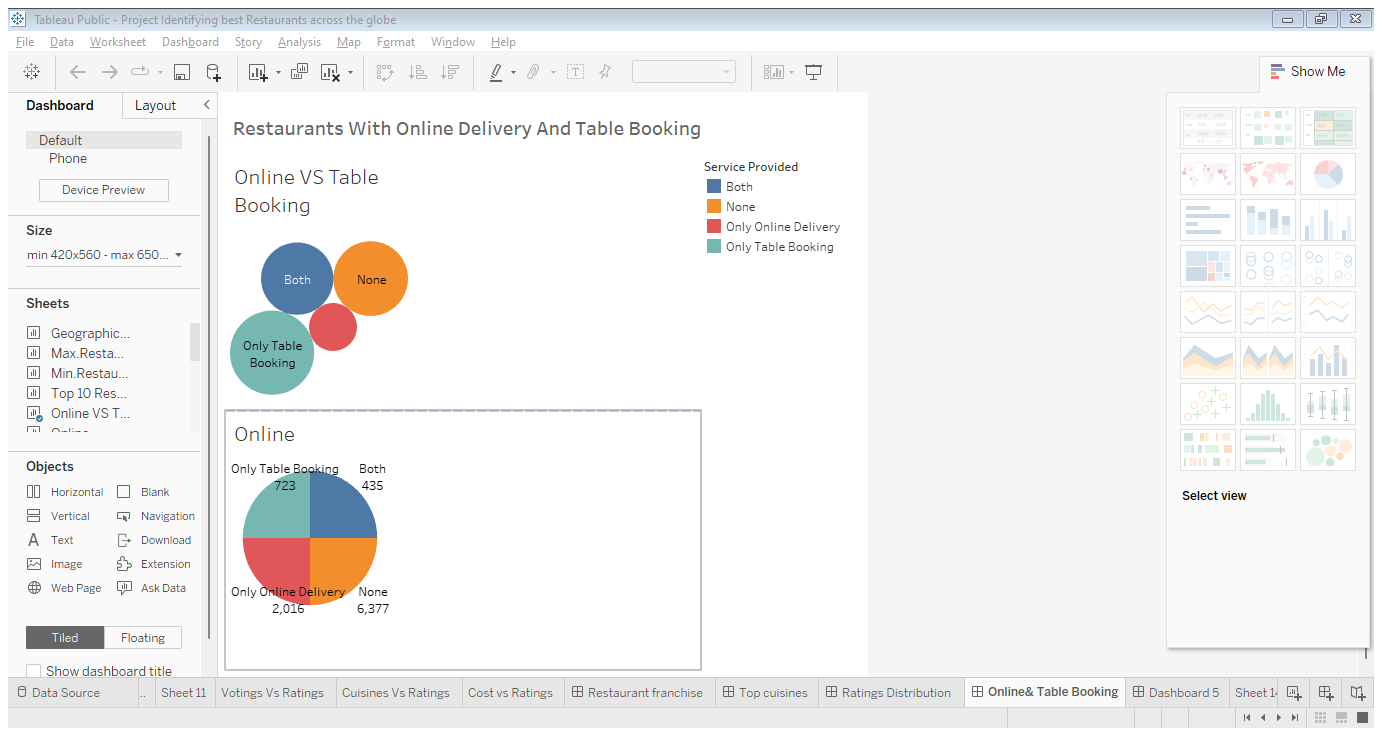 Tableau Public - Project Identifying best Restaurants across the globe
File Data Worksheet Dashboard Story Analysis Map Format Window Help
Show Me
Dashboard Layout
Default
Phone
Device Preview
Size
min 420x560 - max 650...
Sheets
Geographic...
Max.Resta...
Min.Restau...
Top 10 Res...
Online VS T...
Objects
Horizontal Blank
Vertical Navigation
Text Download
Image Extension
Web Page Ask Data
Tiled Floating
Show dashboard title
Restaurants With Online Delivery And Table Booking
Online VS Table
Booking
Both
None
Only Table
Booking
Service Provided
Both
None
Only Online Delivery
Only Table Booking
Online
Only Table Booking Both
723 435
Only Online Delivery None
2,016 6,377
Select view
Data Source .. Sheet 11 Votings Vs Ratings Cuisines Vs Ratings Cost vs Ratings Restaurant franchise Top cuisines Ratings Distribution Online& Table Booking Dashboard 5 Sheet 14